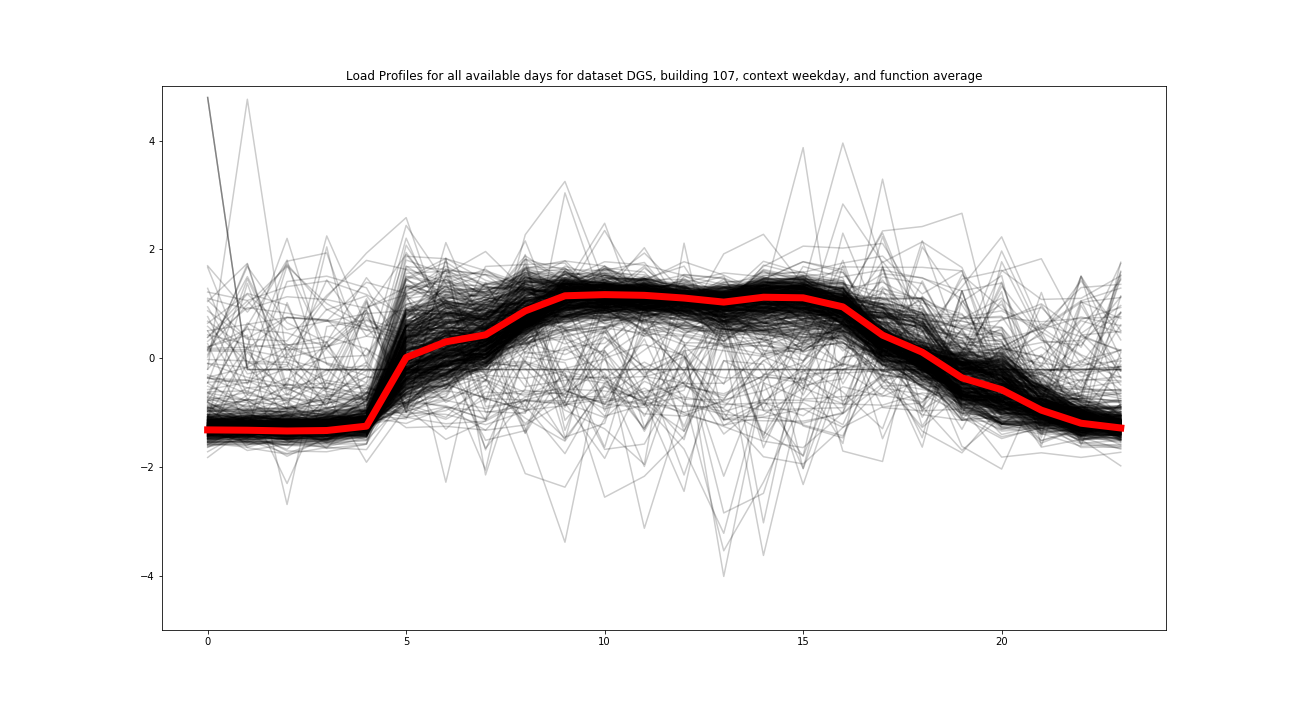 Load Profiles for all available days for dataset DGS, building 107, context weekday, and function average
4
2
0
−2
−4
0 5 10 15 20